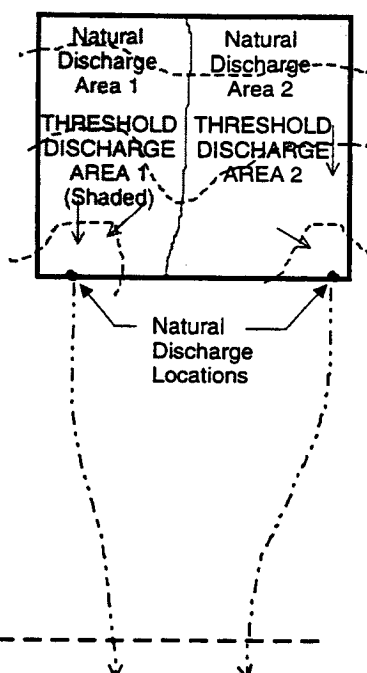 Natural
Discharge
Area 1
Natural
Discharge
Area 2
THRESHOLD
DISCHARGE
AREA 1
(Shaded)
THRESHOLD
DISCHARGE
AREA 2
Natural
Discharge
Locations